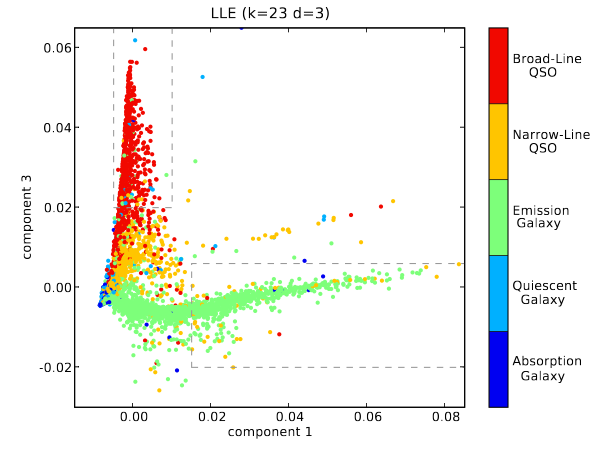 LLE (k=23 d=3)
0.06
0.04
0.02
0.00
-0.02
component 3
0.00
0.02
0.04
0.06
0.08
component 1
Broad-Line
QSO
Narrow-Line
QSO
Emission
Galaxy
Quiescent
Galaxy
Absorption
Galaxy